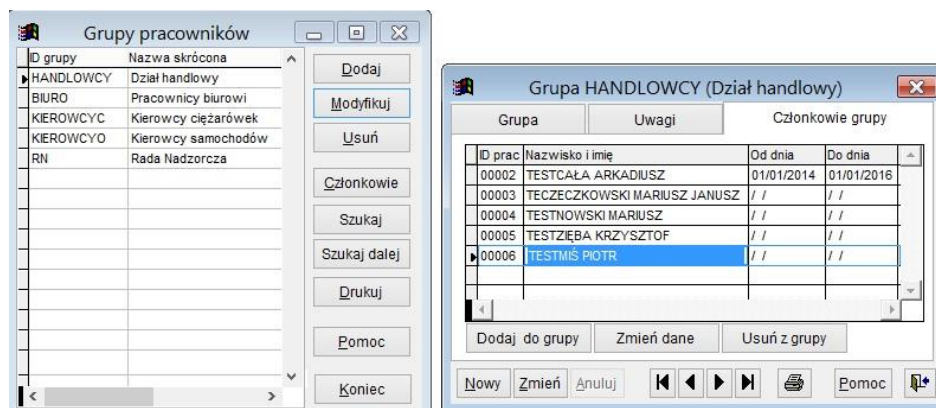 Grupy pracowników
ID grupy Nazwa skrócona
HANDLOWCY Dział handlowy
BIURO Pracownicy biurowi
KIEROWCYC Kierowcy ciężarówek
KIEROWCYO Kierowcy samochodów
RN Rada Nadzorcza
Dodaj
Modyfikuj
Usuń
Członkowie
Szukaj
Szukaj dalej
Drukuj
Pomoc
Koniec
Grupa HANDLOWCY (Dział handlowy)
Grupa Uwagi Członkowie grupy
ID prac Nazwisko i imię Od dnia Do dnia
00002 TESTCAŁA ARKADIUSZ 01/01/2014 01/01/2016
00003 TECZECZKOWSKI MARIUSZ JANUSZ / / / /
00004 TESTNOWSKI MARIUSZ / / / /
00005 TESTZIĘBA KRZYSZTOF / / / /
00006 TESTMIŚ PIOTR / / / /
Dodaj do grupy Zmień dane Usuń z grupy
Nowy Zmień Anuluj Pomoc